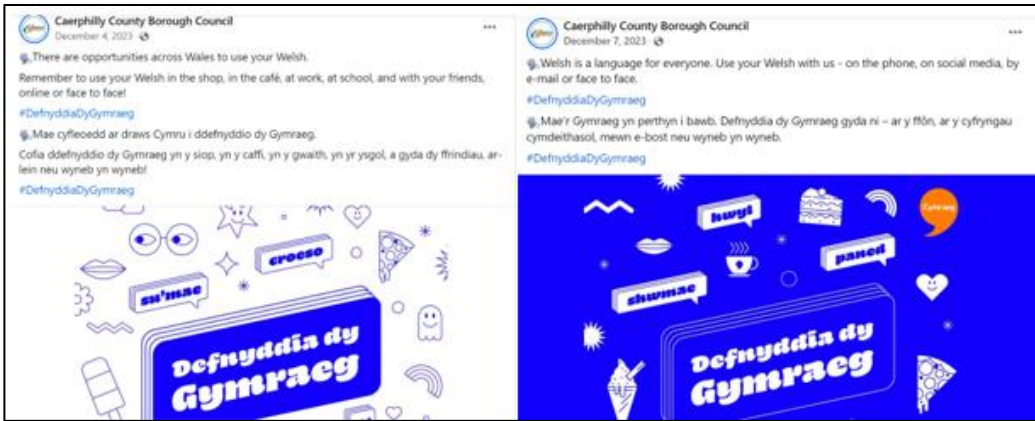 Caerphilly County Borough Council
December 4, 2023
There are opportunities across Wales to use your Welsh.
Remember to use your Welsh in the shop, in the café, at work, at school, and with your friends,
online or face to face!
#DefnyddiaDyGymraeg
Mae cyfleoedd ar draws Cymru i ddefnyddio dy Gymraeg.
Cofia ddefnyddio dy Gymraeg yn y siop, yn y caffi, yn y gwaith, yn yr ysgol, a gyda dy ffrindiau, ar-
lein neu wyneb yn wyneb!
#DefnyddiaDyGymraeg
croeso
su'mae
Defnyddia dy
Gymraeg
Caerphilly County Borough Council
December 7, 2023
Welsh is a language for everyone. Use your Welsh with us - on the phone, on social media, by
e-mail or face to face.
#DefnyddiaDyGymraeg
Mae'r Gymraeg yn perthyn i bawb. Defnyddia dy Gymraeg gyda ni – ar y ffôn, ar y cyfryngau
cymdeithasol, mewn e-bost neu wyneb yn wyneb.
#DefnyddiaDyGymraeg
hwyl
Cymraeg
paned
shwmae
Defnyddia dy
Gymraeg